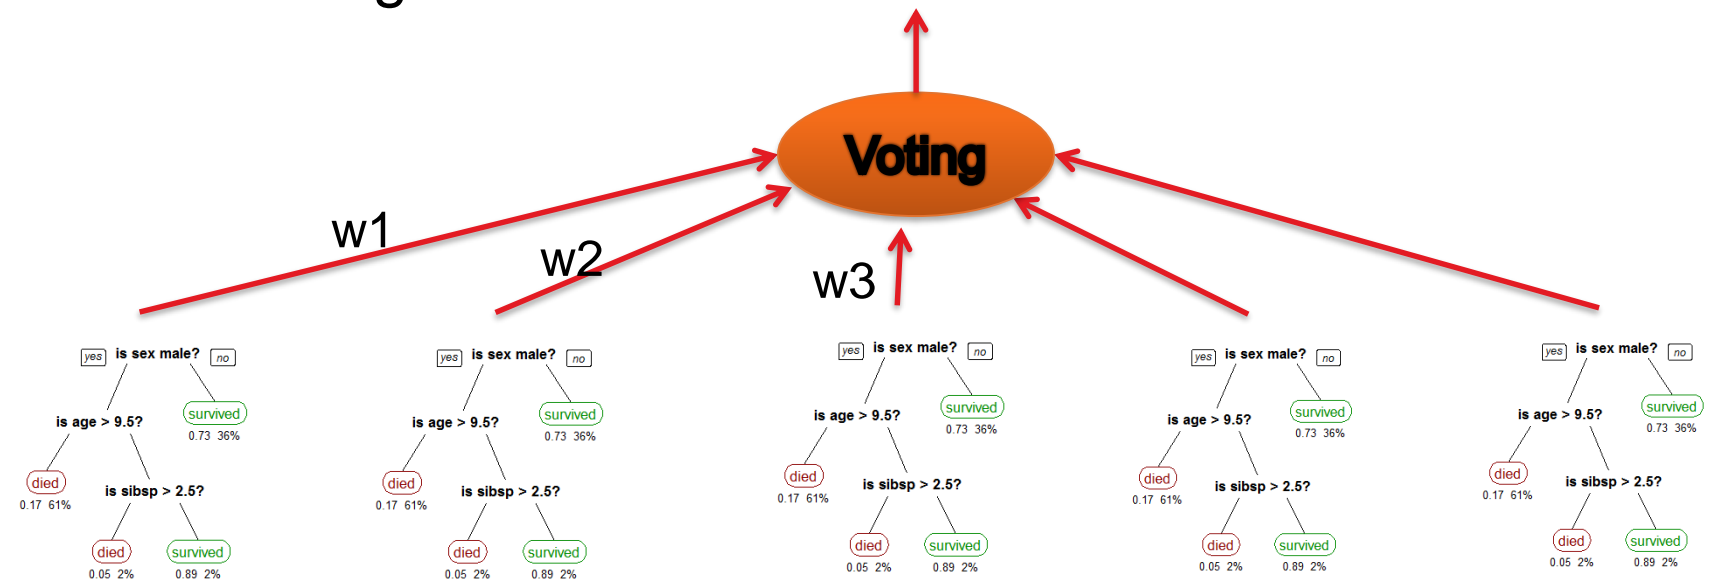 g
Voting
w1
w2
w3
yes is sex male? no
is age > 9.5?
survived
0.73 36%
died
0.17 61%
is sibsp > 2.5?
died
0.05 2%
survived
0.89 2%
yes is sex male? no
is age > 9.5?
survived
0.73 36%
died
0.17 61%
is sibsp > 2.5?
died
0.05 2%
survived
0.89 2%
yes is sex male? no
is age > 9.5?
survived
0.73 36%
died
0.17 61%
is sibsp > 2.5?
died
0.05 2%
survived
0.89 2%
yes is sex male? no
is age > 9.5?
survived
0.73 36%
died
0.17 61%
is sibsp > 2.5?
died
0.05 2%
survived
0.89 2%
yes is sex male? no
is age > 9.5?
survived
0.73 36%
died
0.17 61%
is sibsp > 2.5?
died
0.05 2%
survived
0.89 2%